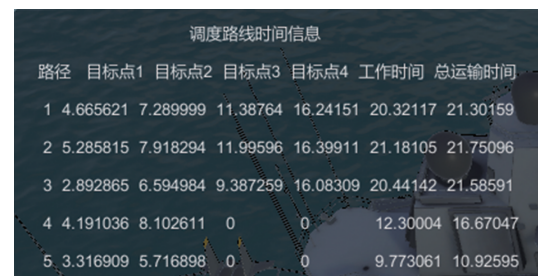 调度路线时间信息
路径 目标点1 目标点2 目标点3 目标点4 工作时间 总运输时间
1 4.665621 7.289999 11.38764 16.24151 20.32117 21.30159
2 5.285815 7.918294 11.99596 16.39911 21.18105 21.75096
3 2.892865 6.594984 9.387259 16.08309 20.44142 21.58591
4 4.191036 8.102611 0 0 12.30004 16.67047
5 3.316909 5.716898 0 0 9.773061 10.92595